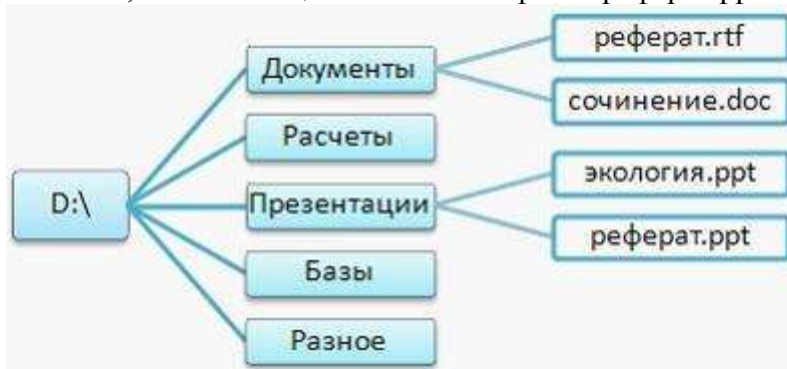 D:\
Документы
Расчеты
Презентации
Базы
Разное
реферат.rtf
сочинение.doc
экология.ppt
реферат.ppt